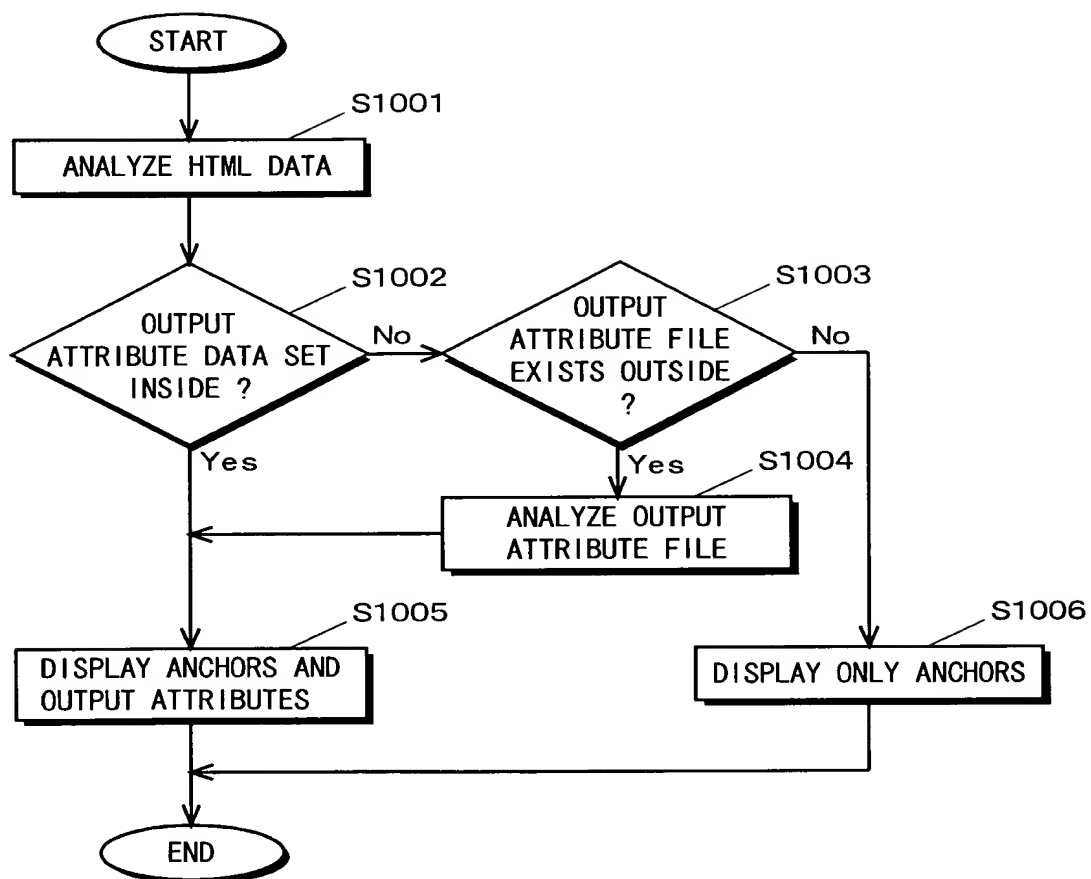 START
S1001
ANALYZE HTML DATA
S1002
OUTPUT
ATTRIBUTE DATA SET
INSIDE ?
No
S1003
OUTPUT
ATTRIBUTE FILE
EXISTS OUTSIDE
?
No
Yes
Yes
S1004
ANALYZE OUTPUT
ATTRIBUTE FILE
S1005
DISPLAY ANCHORS AND
OUTPUT ATTRIBUTES
S1006
DISPLAY ONLY ANCHORS
END